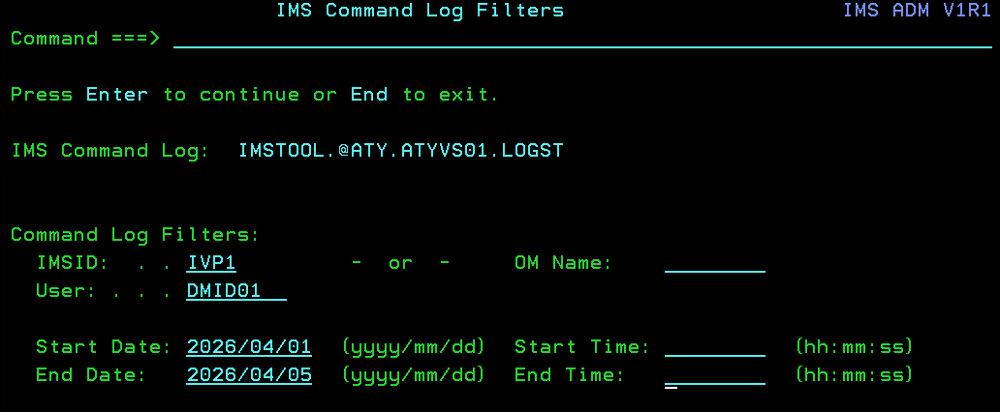 IMS Command Log Filters IMS ADM V1R1
Command ===>
Press Enter to continue or End to exit.
IMS Command Log: IMSTOOL.@ATY.ATYVS01.LOGST
Command Log Filters:
IMSID: . . IVP1 - or - OM Name:
User: . . . DMID01
Start Date: 2026/04/01 (yyyy/mm/dd) Start Time: (hh:mm:ss)
End Date: 2026/04/05 (yyyy/mm/dd) End Time: (hh:mm:ss)